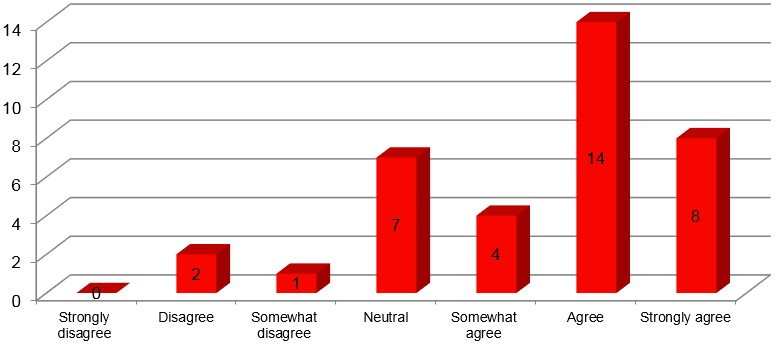 14
12
10
8
6
4
2
0
0
2
1
7
4
14
8
Strongly
disagree
Disagree
Somewhat
disagree
Neutral
Somewhat
agree
Agree
Strongly agree